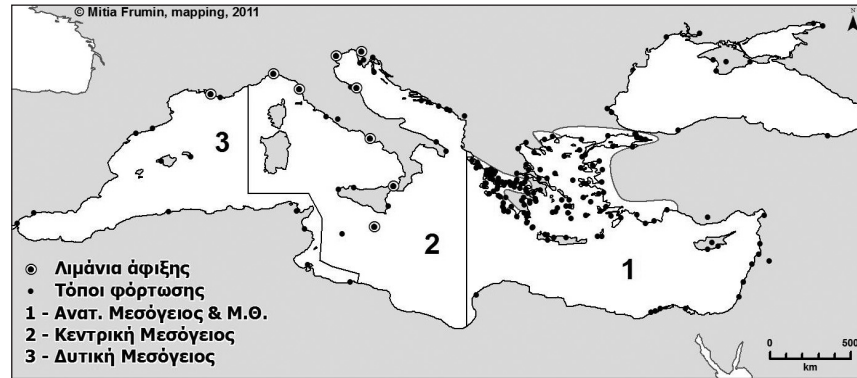 © Mitia Frumin, mapping, 2011
N
3
2
1
Λιμάνια άφιξης
Τόποι φόρτωσης
1 - Ανατ. Μεσόγειος & Μ.Θ.
2 - Κεντρική Μεσόγειος
3 - Δυτική Μεσόγειος
0 500
km